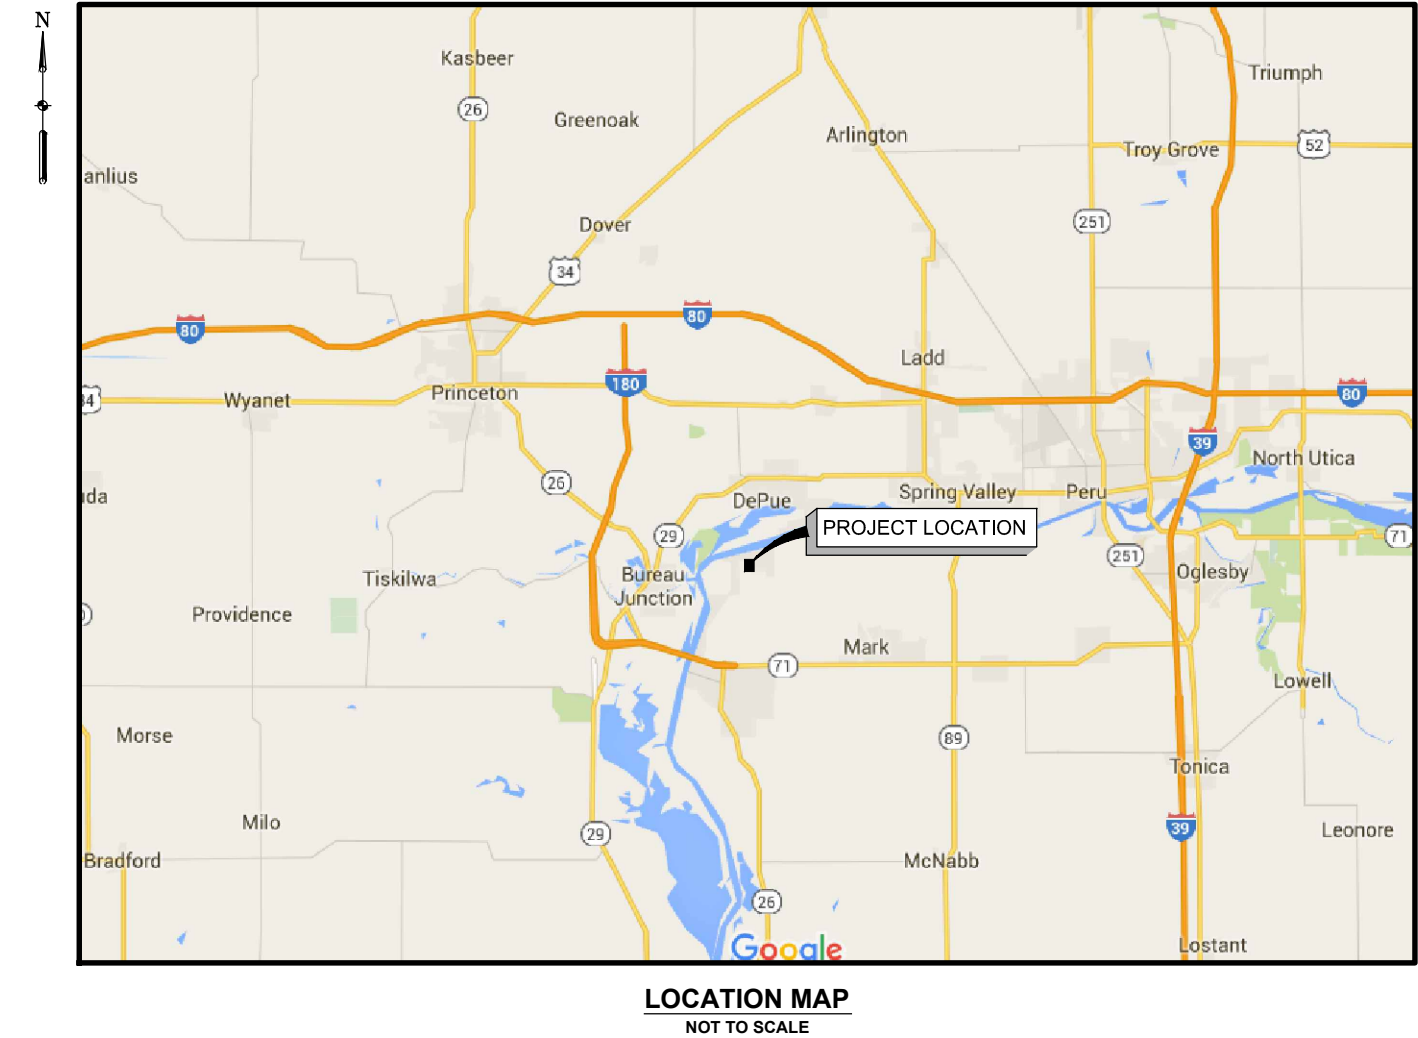 N
Kasbeer
Triumph
26
Greenoak
Arlington
Troy Grove
52
anlius
251
Dover
34
80
80
Ladd
180
Princeton
80
Wyanet
39
North Utica
26
Spring Valley
Peru
DePue
PROJECT LOCATION
29
71
251
Bureau
Junction
Tiskilwa
Oglesby
Providence
Mark
71
Lowell
Morse
89
Tonica
Milo
39
29
Leonore
Bradford
McNabb
26
Lostant
Google
LOCATION MAP
NOT TO SCALE